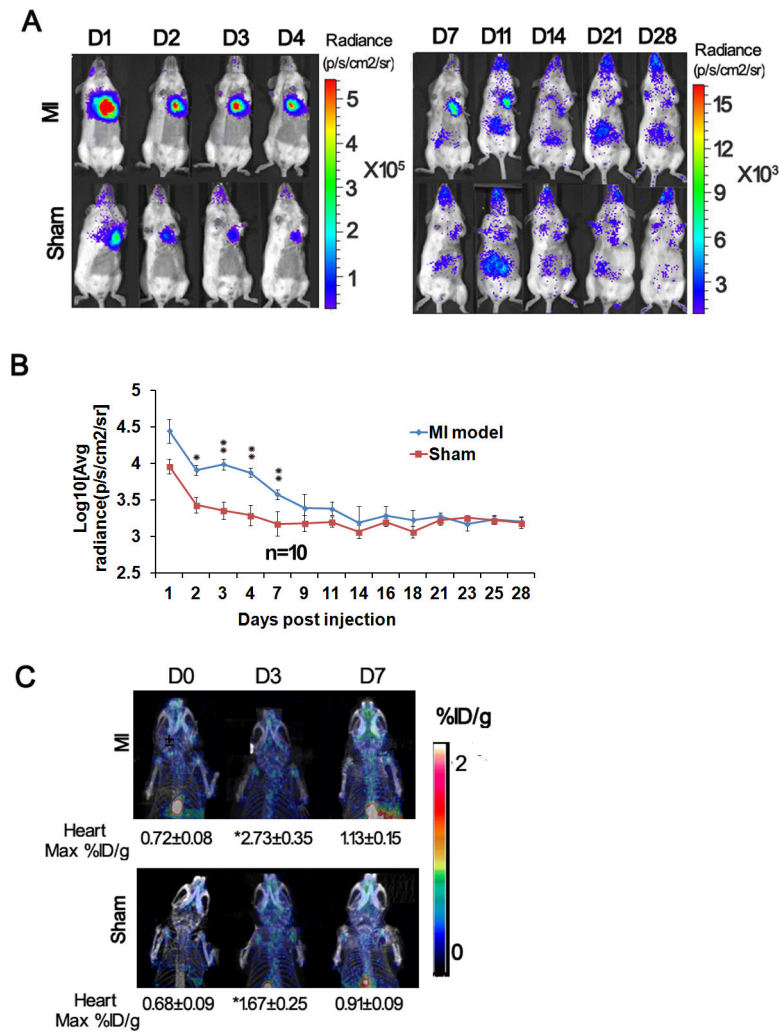 A
D1 D2 D3 D4
Radiance
(p/s/cm2/sr)
D7 D11 D14 D21 D28
Radiance
(p/s/cm2/sr)
MI
Sham
5
4
3
2
1
X10⁵
15
12
9
6
3
X10³
B
Log10[Avg
radiance(p/s/cm2/sr]
5
4.5
4
3.5
3
2.5
* ** ** **
MI model
Sham
n=10
1 2 3 4 7 9 11 14 16 18 21 23 25 28
Days post injection
C
D0 D3 D7
%ID/g
2
0
MI
Heart
Max %ID/g
0.72±0.08 *2.73±0.35 1.13±0.15
Sham
Heart
Max %ID/g
0.68±0.09 *1.67±0.25 0.91±0.09